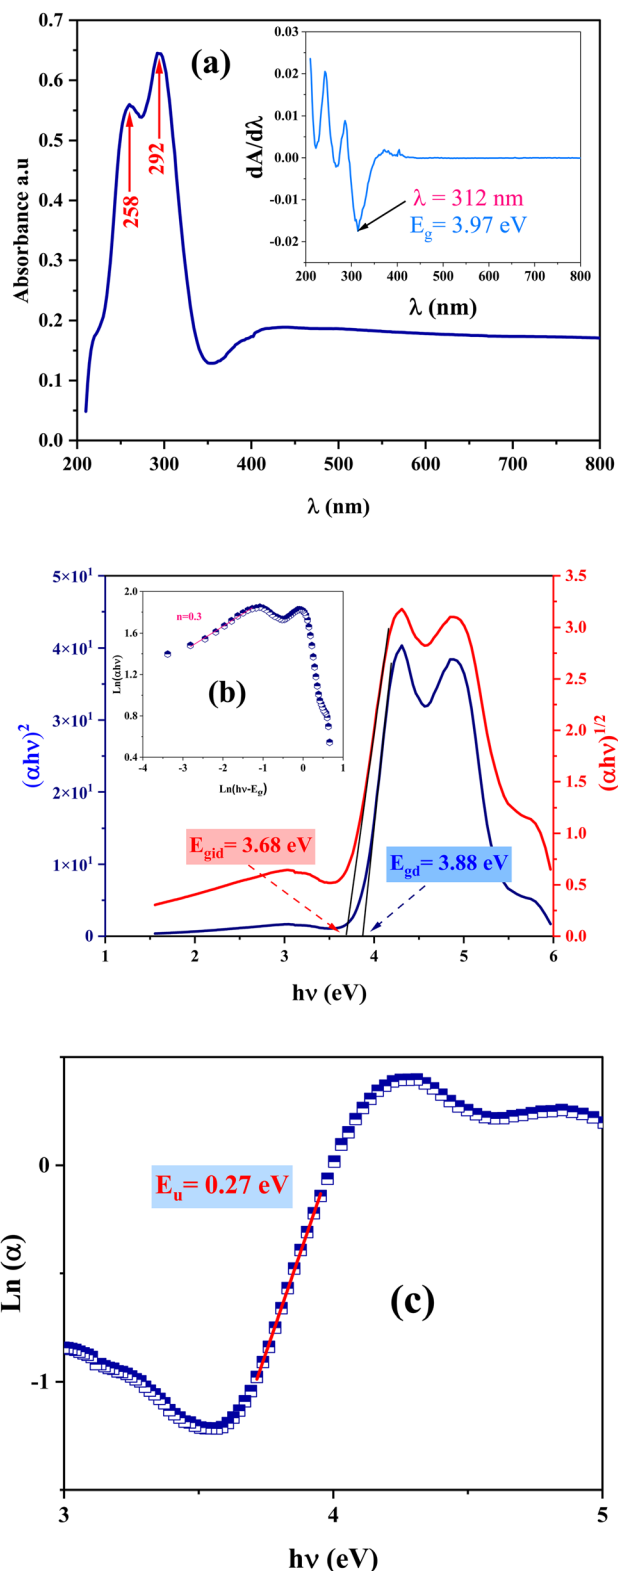 (a)
0.7
0.6
0.5
0.4
0.3
0.2
0.1
0.0
Absorbance a.u
258
292
200 300 400 500 600 700 800
λ (nm)
0.03
0.02
0.01
0.00
-0.01
-0.02
dA/dλ
λ = 312 nm
Eg= 3.97 eV
200 300 400 500 600 700 800
λ (nm)
5×10¹
4×10¹
3×10¹
2×10¹
1×10¹
0
(αhν)²
3.5
3.0
2.5
2.0
1.5
1.0
0.5
0.0
(αhν)1/2
2.0
1.6
1.2
0.8
0.4
Ln(αhν)
n=0.3
(b)
-4 -3 -2 -1 0 1
Ln(hν-Eg)
Egid= 3.68 eV
Egd= 3.88 eV
1 2 3 4 5 6
hν (eV)
0
-1
Ln (α)
Eu= 0.27 eV
(c)
3 4 5
hν (eV)